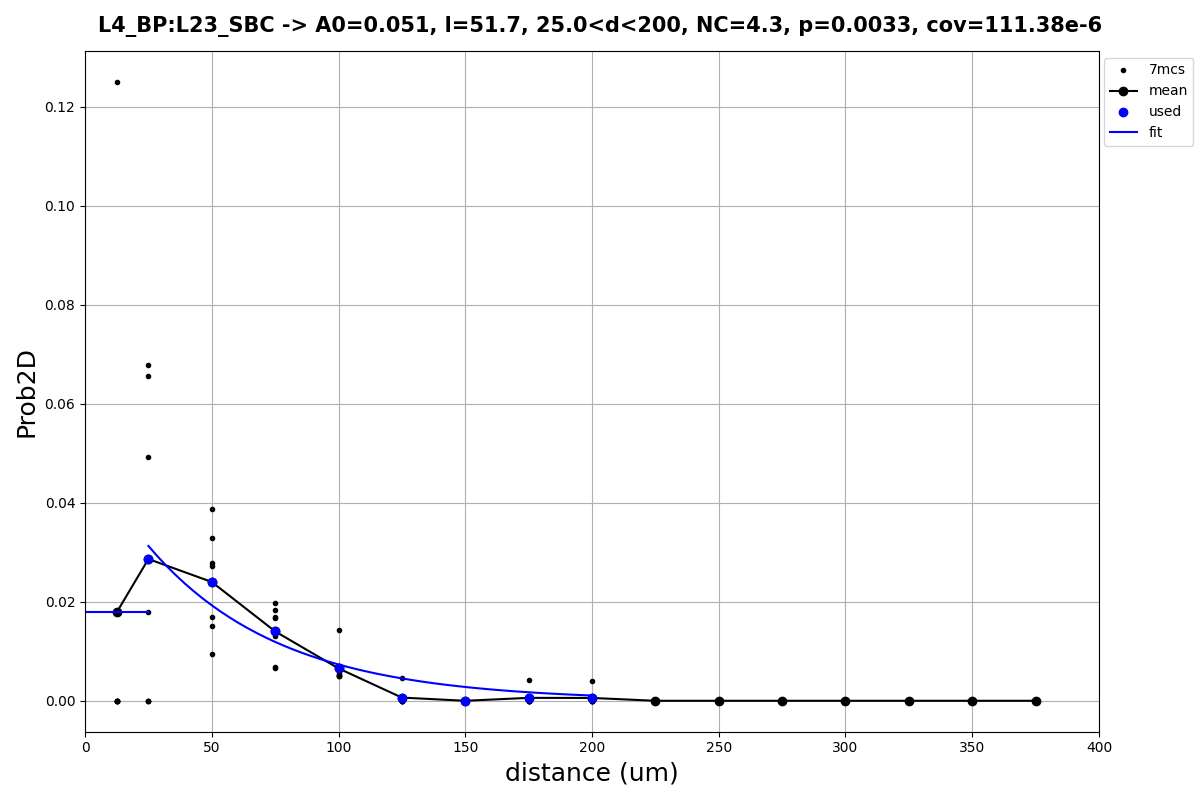 L4_BP:L23_SBC -> A0=0.051, l=51.7, 25.0<d<200, NC=4.3, p=0.0033, cov=111.38e-6
7mcs
mean
used
fit
0.12
0.10
0.08
0.06
0.04
0.02
0.00
Prob2D
0 50 100 150 200 250 300 350 400
distance (um)